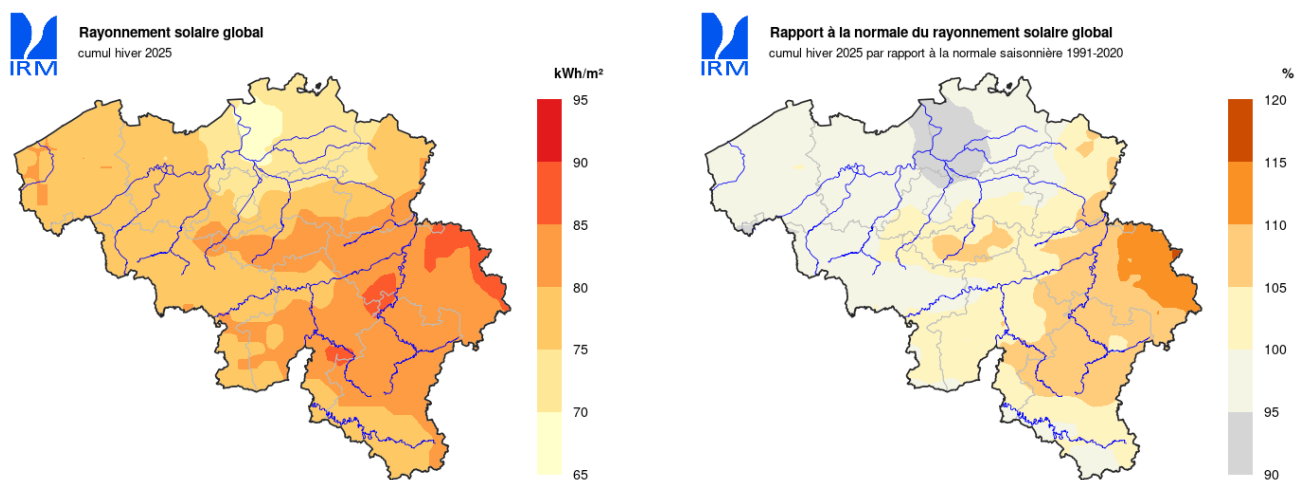 IRM
Rayonnement solaire global
cumul hiver 2025
kWh/m²
95
90
85
80
75
70
65
IRM
Rapport à la normale du rayonnement solaire global
cumul hiver 2025 par rapport à la normale saisonnière 1991-2020
%
120
115
110
105
100
95
90